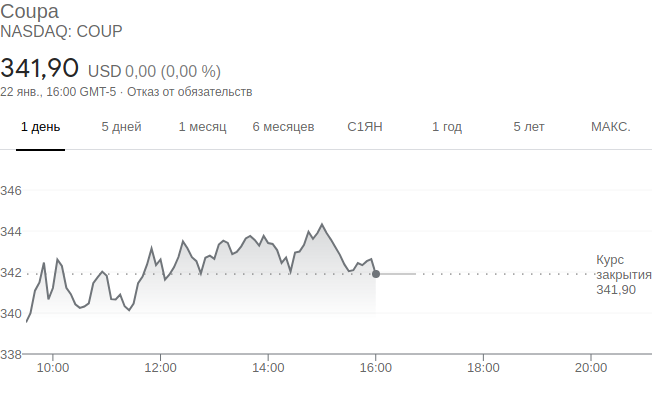 Coupa
NASDAQ: COUP
341,90 USD 0,00 (0,00 %)
22 янв., 16:00 GMT-5 · Отказ от обязательств
1 день 5 дней 1 месяц 6 месяцев С1ЯН 1 год 5 лет МАКС.
346
344
342
340
338
Курс
закрытия
341,90
10:00 12:00 14:00 16:00 18:00 20:00